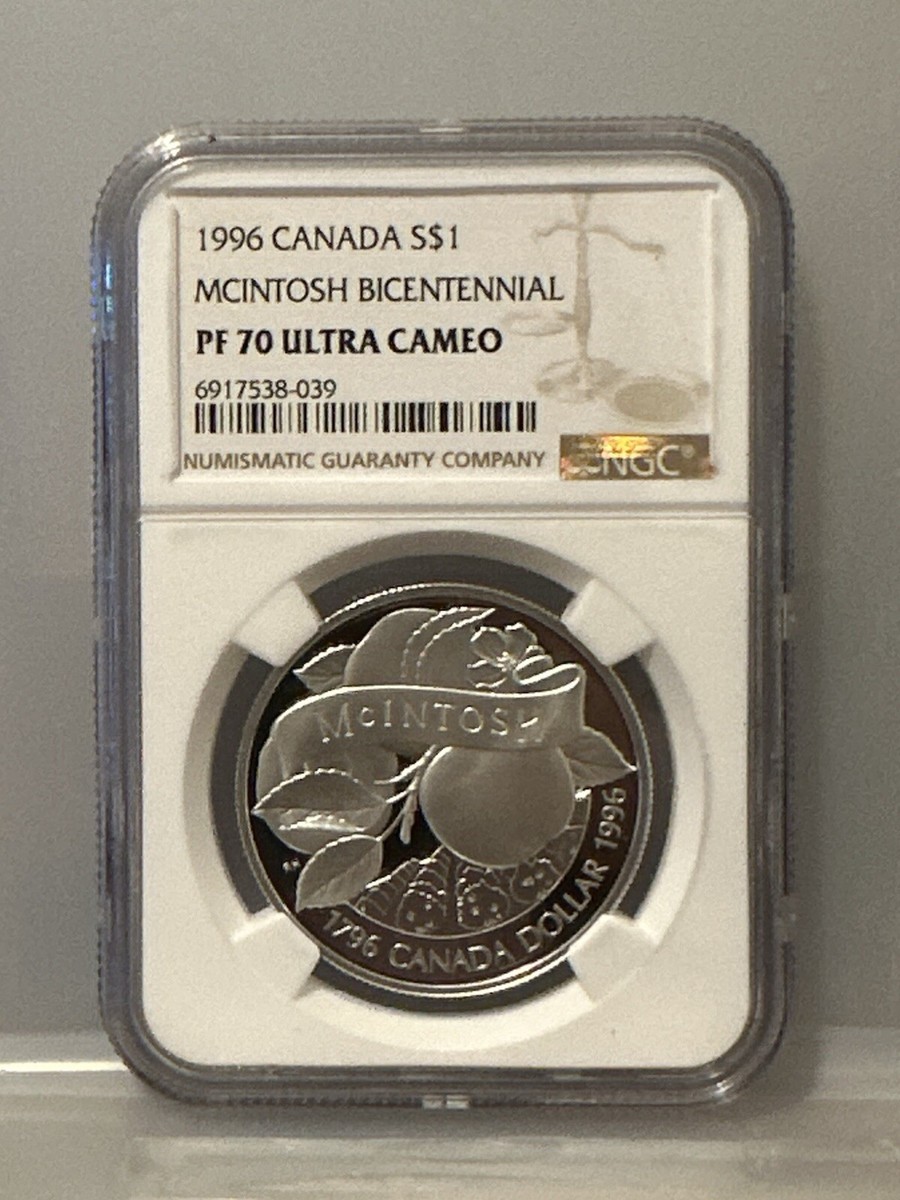 1996 CANADA S$1
MCINTOSH BICENTENNIAL
PF 70 ULTRA CAMEO
6917538-039
NUMISMATIC GUARANTY COMPANY
NGC®
McINTOSH
1796 CANADA DOLLAR 1996